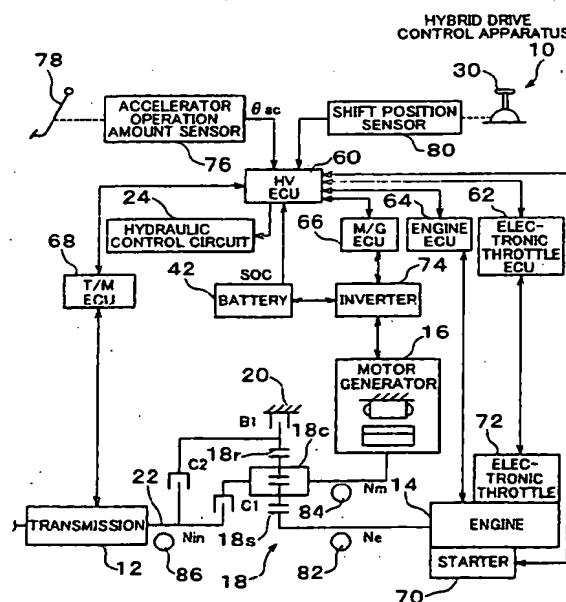 HYBRID DRIVE
CONTROL APPARATUS
10
78
30
ACCELERATOR
OPERATION
AMOUNT SENSOR
θsc
SHIFT POSITION
SENSOR
76
60
80
HV
ECU
24
64
62
HYDRAULIC
CONTROL CIRCUIT
M/G
ECU
ENGINE
ECU
ELEC-
TRONIC
THROTTLE
ECU
68
66
T/M
ECU
SOC
42
BATTERY
74
INVERTER
16
MOTOR
GENERATOR
20
B1
18c
18r
72
C2
ELEC-
TRONIC
THROTTLE
14
22
C1
Nm
84
TRANSMISSION
ENGINE
Nin
18s
Ne
12
86
18
82
STARTER
70